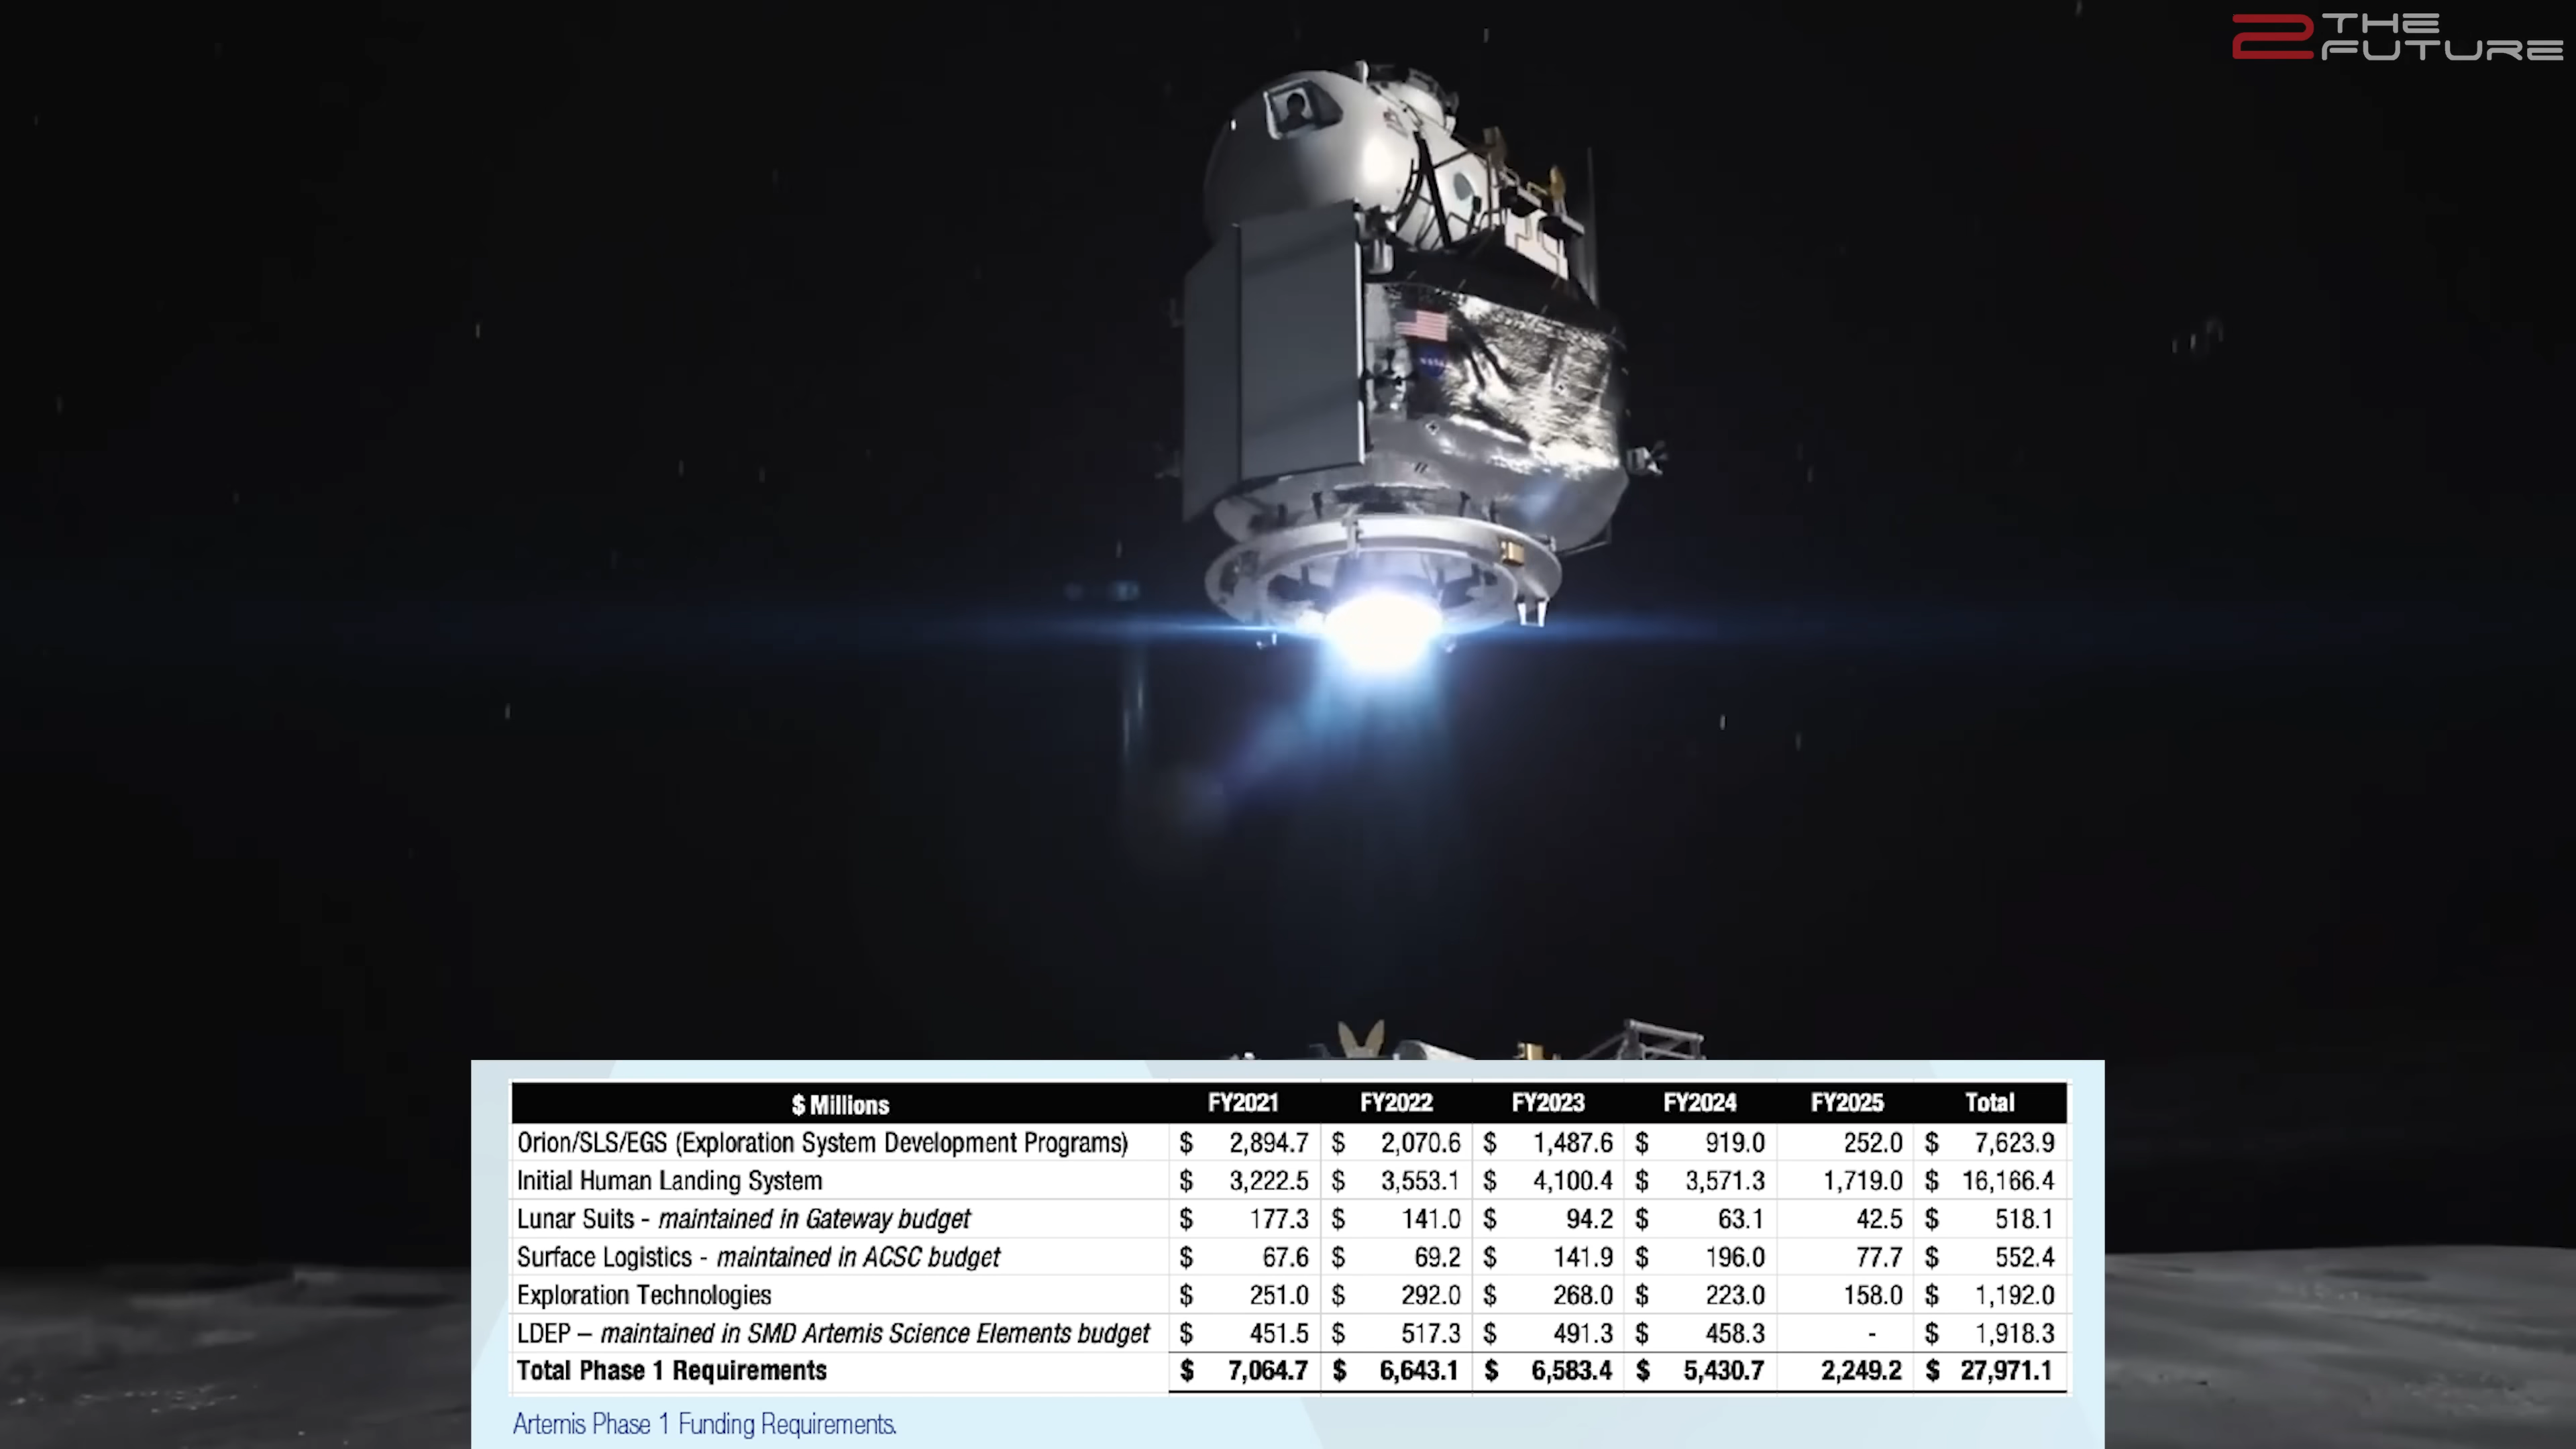 2 THE
FUTURE
NASA
$ Millions FY2021 FY2022 FY2023 FY2024 FY2025 Total
Orion/SLS/EGS (Exploration System Development Programs) $ 2,894.7 $ 2,070.6 $ 1,487.6 $ 919.0 252.0 $ 7,623.9
Initial Human Landing System $ 3,222.5 $ 3,553.1 $ 4,100.4 $ 3,571.3 1,719.0 $ 16,166.4
Lunar Suits - maintained in Gateway budget $ 177.3 $ 141.0 $ 94.2 $ 63.1 42.5 $ 518.1
Surface Logistics - maintained in ACSC budget $ 67.6 $ 69.2 $ 141.9 $ 196.0 77.7 $ 552.4
Exploration Technologies $ 251.0 $ 292.0 $ 268.0 $ 223.0 158.0 $ 1,192.0
LDEP – maintained in SMD Artemis Science Elements budget $ 451.5 $ 517.3 $ 491.3 $ 458.3 - $ 1,918.3
Total Phase 1 Requirements $ 7,064.7 $ 6,643.1 $ 6,583.4 $ 5,430.7 2,249.2 $ 27,971.1
Artemis Phase 1 Funding Requirements.